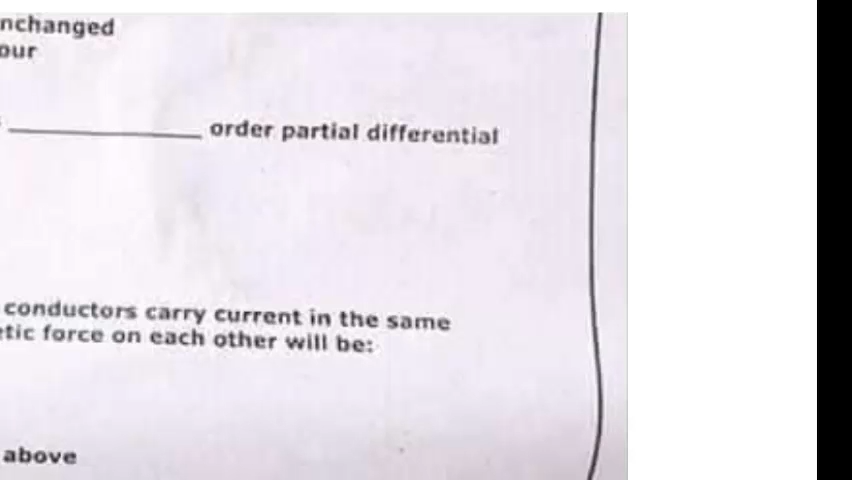 nchanged
our
__________ order partial differential
conductors carry current in the same
etic force on each other will be:
above